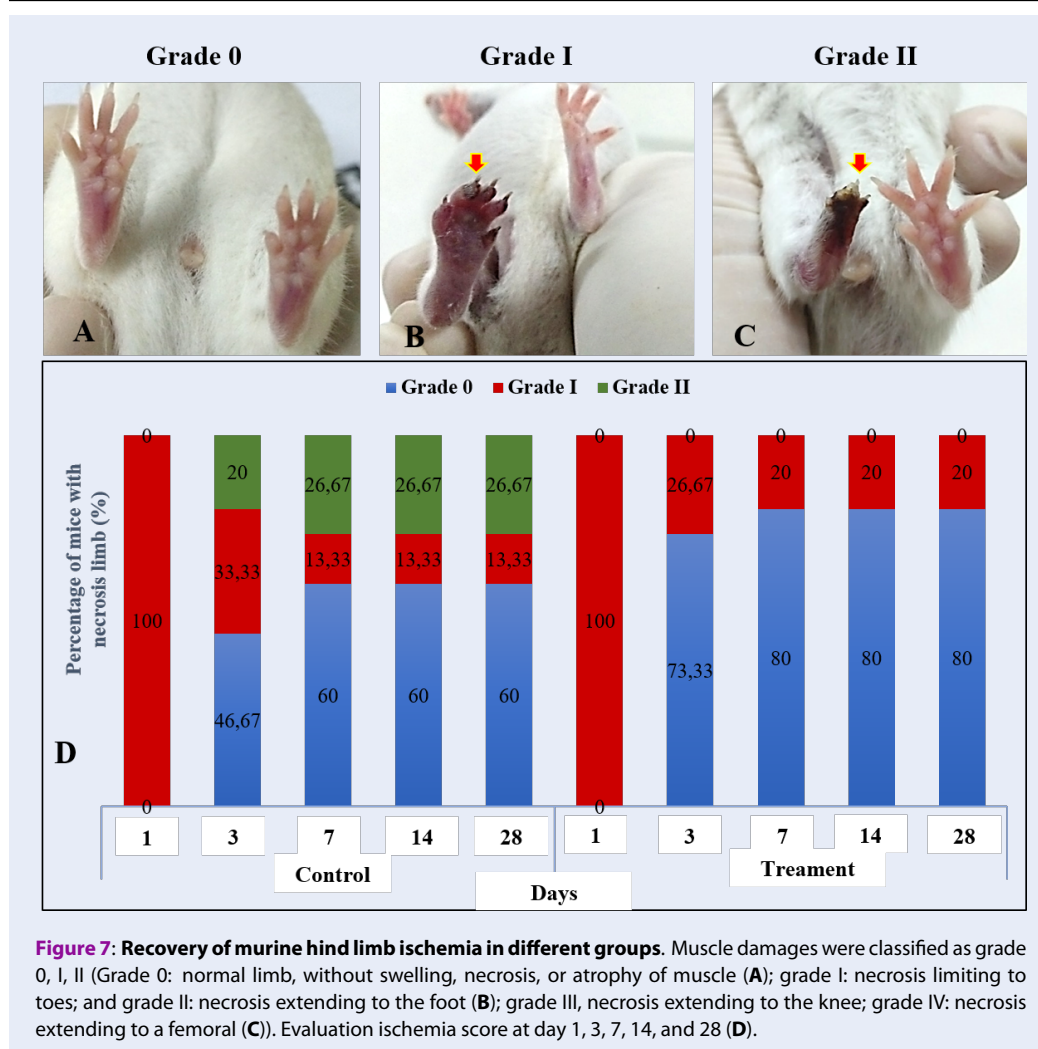 Grade 0 Grade I Grade II
A B C
Grade 0 Grade I Grade II
Percentage of mice with
necrosis limb (%)
0 0 0 0 0 0
20 26,67 26,67 26,67 26,67 20 20 20
33,33 13,33 13,33 13,33
100 100
46,67 60 60 60 73,33 80 80 80
D
0 0
1 3 7 14 28 1 3 7 14 28
Control Treament
Days
Figure 7: Recovery of murine hind limb ischemia in different groups. Muscle damages were classified as grade
0, I, II (Grade 0: normal limb, without swelling, necrosis, or atrophy of muscle (A); grade I: necrosis limiting to
toes; and grade II: necrosis extending to the foot (B); grade III, necrosis extending to the knee; grade IV: necrosis
extending to a femoral (C)). Evaluation ischemia score at day 1, 3, 7, 14, and 28 (D).